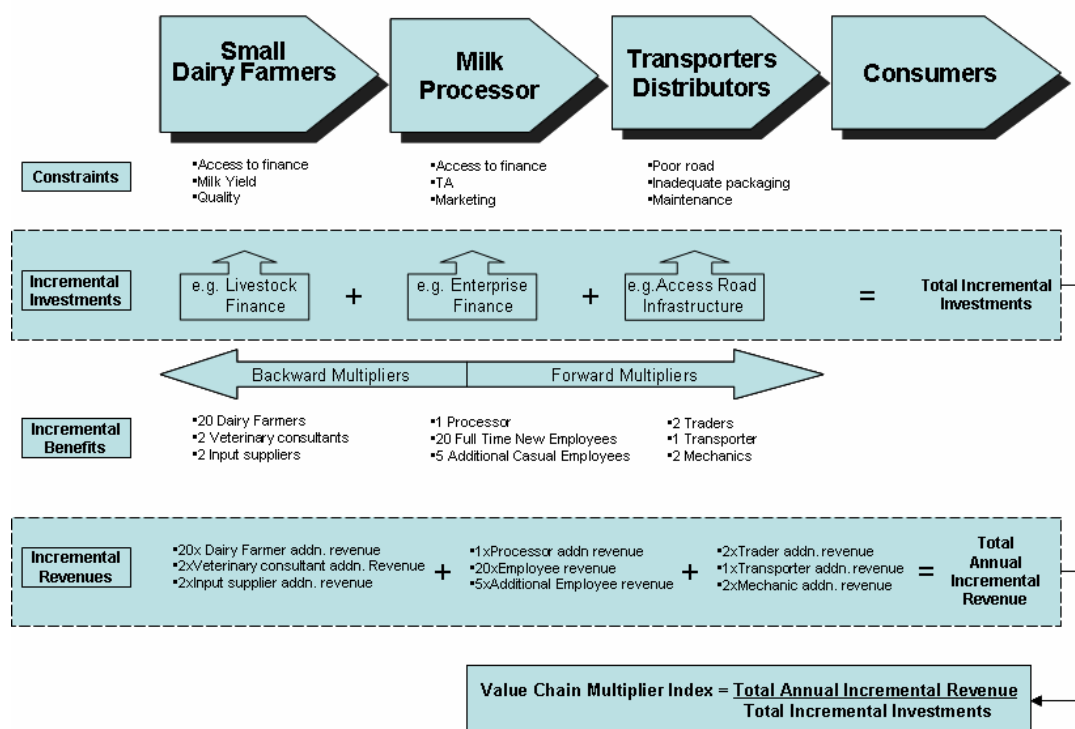 Small
Dairy Farmers
Milk
Processor
Transporters
Distributors
Consumers
Constraints
▪Access to finance
▪Milk Yield
▪Quality
▪Access to finance
▪TA
▪Marketing
▪Poor road
▪Inadequate packaging
▪Maintenance
Incremental
Investments
e.g. Livestock
Finance
+
e.g. Enterprise
Finance
+
e.g.Access Road
Infrastructure
=
Total Incremental
Investments
Backward Multipliers
Forward Multipliers
Incremental
Benefits
▪20 Dairy Farmers
▪2 Veterinary consultants
▪2 Input suppliers
▪1 Processor
▪20 Full Time New Employees
▪5 Additional Casual Employees
▪2 Traders
▪1 Transporter
▪2 Mechanics
Incremental
Revenues
▪20x Dairy Farmer addn. revenue
▪2xVeterinary consultant addn. Revenue
▪2xInput supplier addn. revenue
+
▪1xProcessor addn revenue
▪20xEmployee revenue
▪5xAdditional Employee revenue
+
▪2xTrader addn. revenue
▪1xTransporter addn. revenue
▪2xMechanic addn. revenue
=
Total
Annual
Incremental
Revenue
Value Chain Multiplier Index = Total Annual Incremental Revenue
Total Incremental Investments